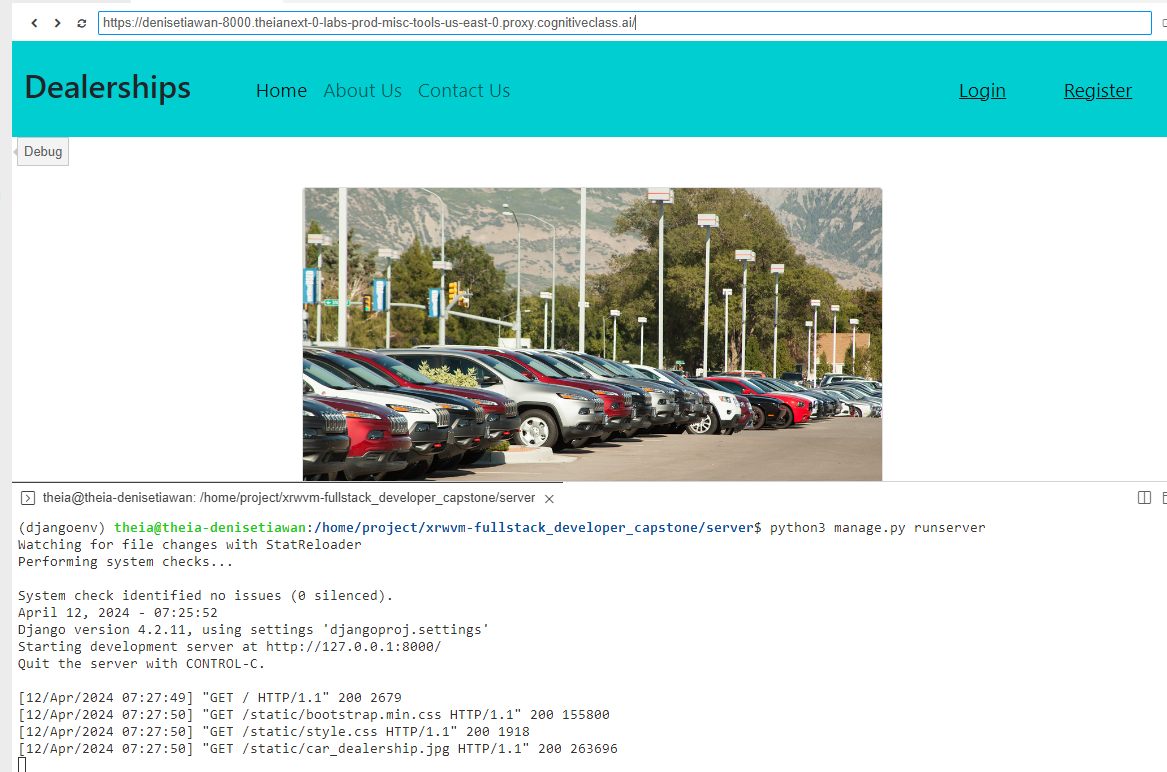 https://denisetiawan-8000.theianext-0-labs-prod-misc-tools-us-east-0.proxy.cognitiveclass.ai/
Dealerships Home About Us Contact Us Login Register
Debug
theia@theia-denisetiawan: /home/project/xrwvm-fullstack_developer_capstone/server
(djangoenv) theia@theia-denisetiawan:/home/project/xrwvm-fullstack_developer_capstone/server$ python3 manage.py runserver
Watching for file changes with StatReloader
Performing system checks...
System check identified no issues (0 silenced).
April 12, 2024 - 07:25:52
Django version 4.2.11, using settings 'djangoproj.settings'
Starting development server at http://127.0.0.1:8000/
Quit the server with CONTROL-C.
[12/Apr/2024 07:27:49] "GET / HTTP/1.1" 200 2679
[12/Apr/2024 07:27:50] "GET /static/bootstrap.min.css HTTP/1.1" 200 155800
[12/Apr/2024 07:27:50] "GET /static/style.css HTTP/1.1" 200 1918
[12/Apr/2024 07:27:50] "GET /static/car_dealership.jpg HTTP/1.1" 200 263696